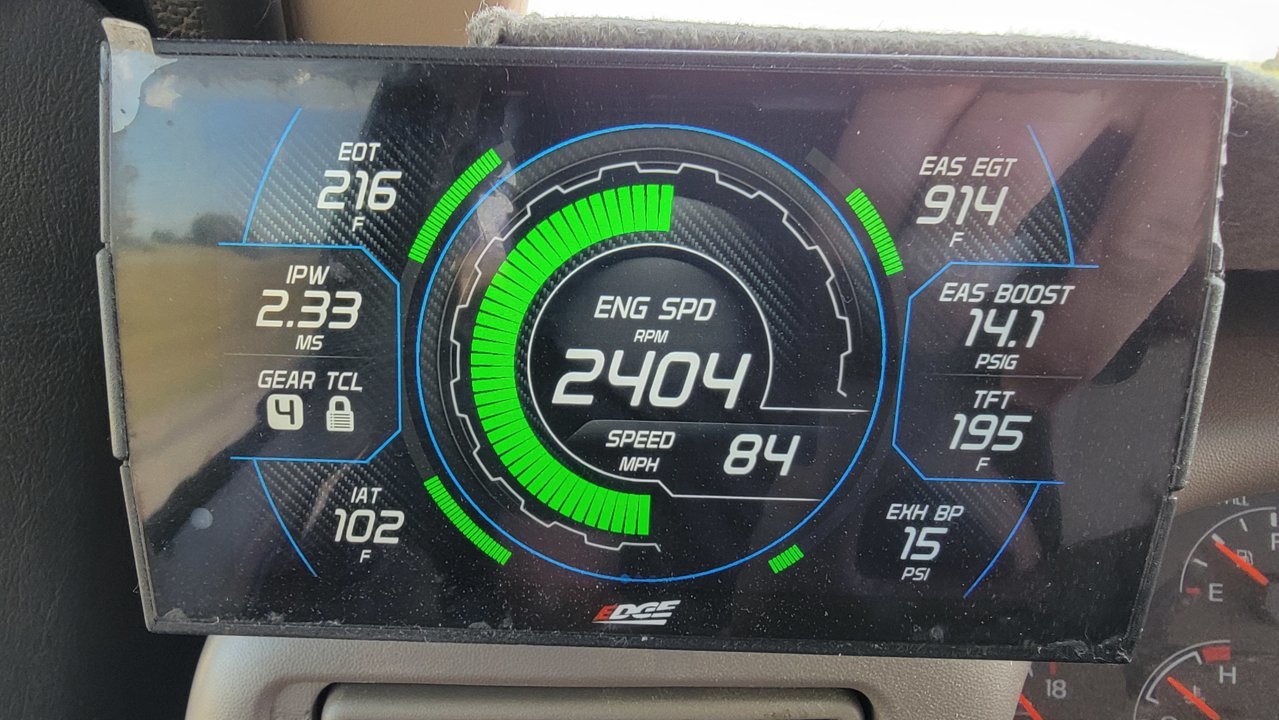 EOT
216
F
IPW
2.33
MS
GEAR TCL
4
IAT
102
F
ENG SPD
RPM
2404
SPEED
MPH
84
EDGE
EAS EGT
914
F
EAS BOOST
14.1
PSIG
TFT
195
F
EXH BP
15
PSI
E
H
18